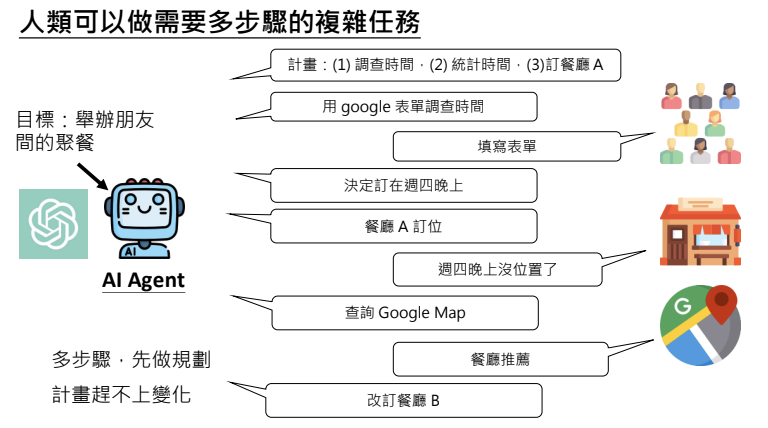 人類可以做需要多步驟的複雜任務
計畫：(1) 調查時間，(2) 統計時間，(3)訂餐廳 A
用 google 表單調查時間
目標：舉辦朋友
間的聚餐
填寫表單
決定訂在週四晚上
餐廳 A 訂位
AI
AI Agent
週四晚上沒位置了
查詢 Google Map
G
多步驟，先做規劃
餐廳推薦
計畫趕不上變化
改訂餐廳 B